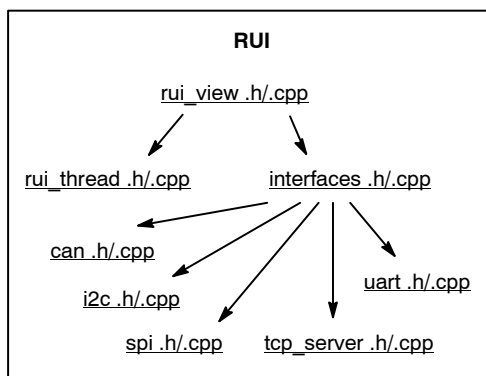 RUI
rui_view .h/.cpp
rui_thread .h/.cpp
interfaces .h/.cpp
can .h/.cpp
i2c .h/.cpp
uart .h/.cpp
spi .h/.cpp
tcp_server .h/.cpp